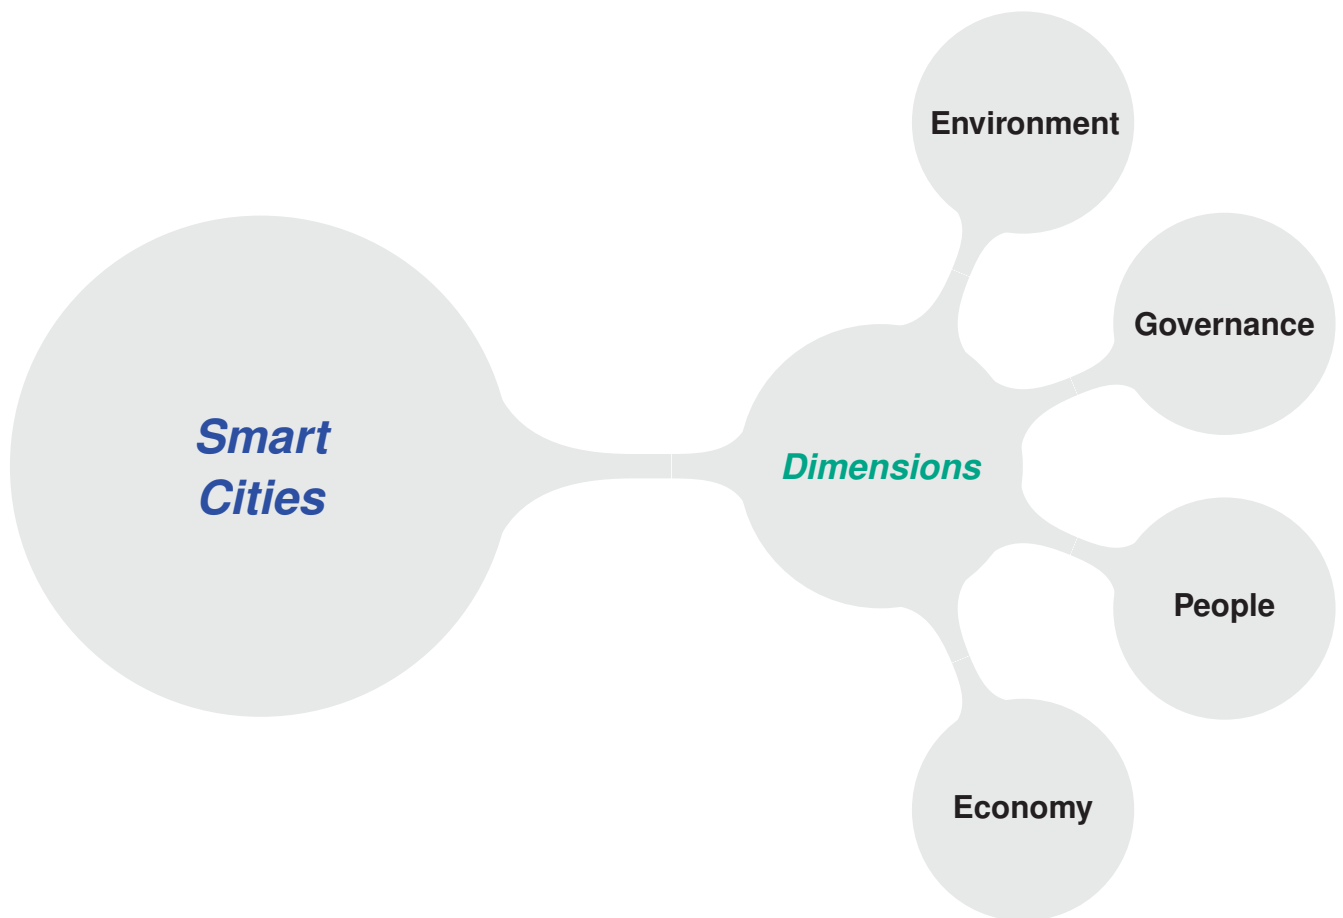 Smart
Cities
Dimensions
Environment
Governance
People
Economy